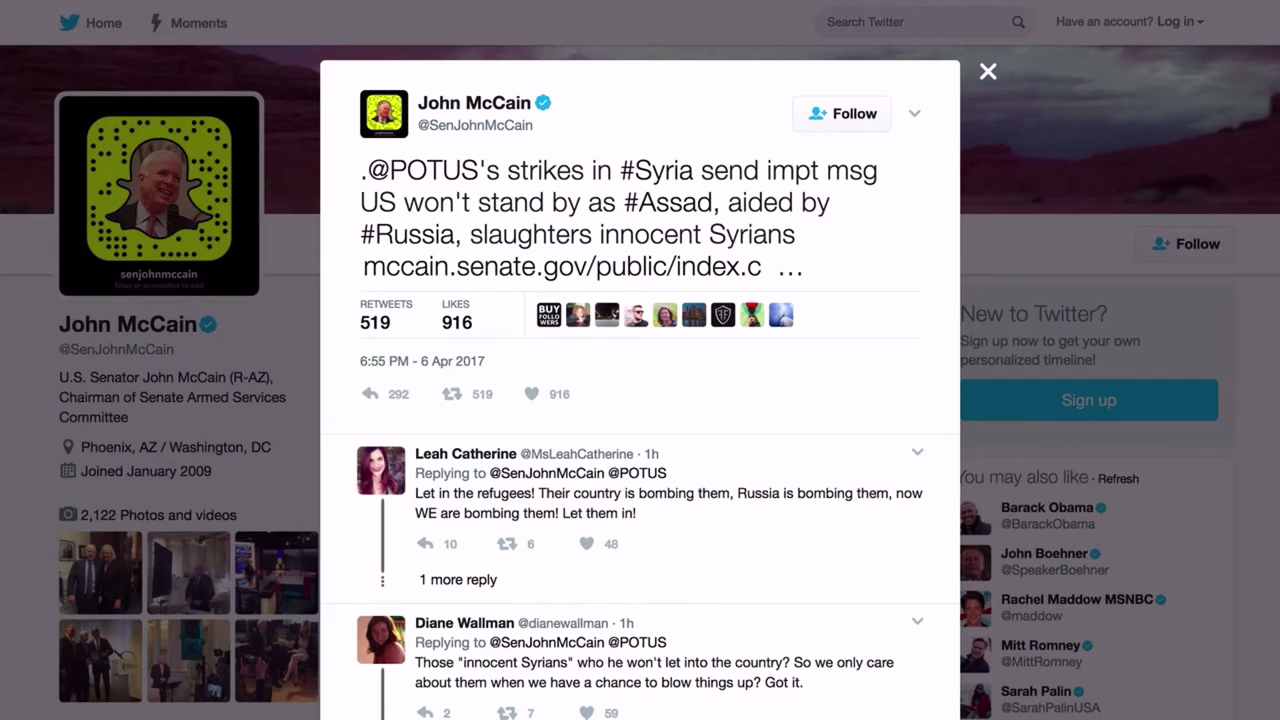 Home
Moments
Search Twitter
Have an account? Log in
John McCain
@SenJohnMcCain
Follow
.@POTUS's strikes in #Syria send impt msg
US won't stand by as #Assad, aided by
#Russia, slaughters innocent Syrians
mccain.senate.gov/public/index.c …
RETWEETS
LIKES
519
916
BUY
FOLLO
WERS
6:55 PM - 6 Apr 2017
292
519
916
Leah Catherine @MsLeahCatherine · 1h
Replying to @SenJohnMcCain @POTUS
Let in the refugees! Their country is bombing them, Russia is bombing them, now
WE are bombing them! Let them in!
10
6
48
1 more reply
Diane Wallman @dianewallman · 1h
Replying to @SenJohnMcCain @POTUS
Those "innocent Syrians" who he won't let into the country? So we only care
about them when we have a chance to blow things up? Got it.
2
7
59
senjohnmccain
Snap or screenshot to add
John McCain
@SenJohnMcCain
U.S. Senator John McCain (R-AZ),
Chairman of Senate Armed Services
Committee
Phoenix, AZ / Washington, DC
Joined January 2009
2,122 Photos and videos
Follow
New to Twitter?
Sign up now to get your own
personalized timeline!
Sign up
You may also like · Refresh
Barack Obama
@BarackObama
John Boehner
@SpeakerBoehner
Rachel Maddow MSNBC
@maddow
Mitt Romney
@MittRomney
Sarah Palin
@SarahPalinUSA